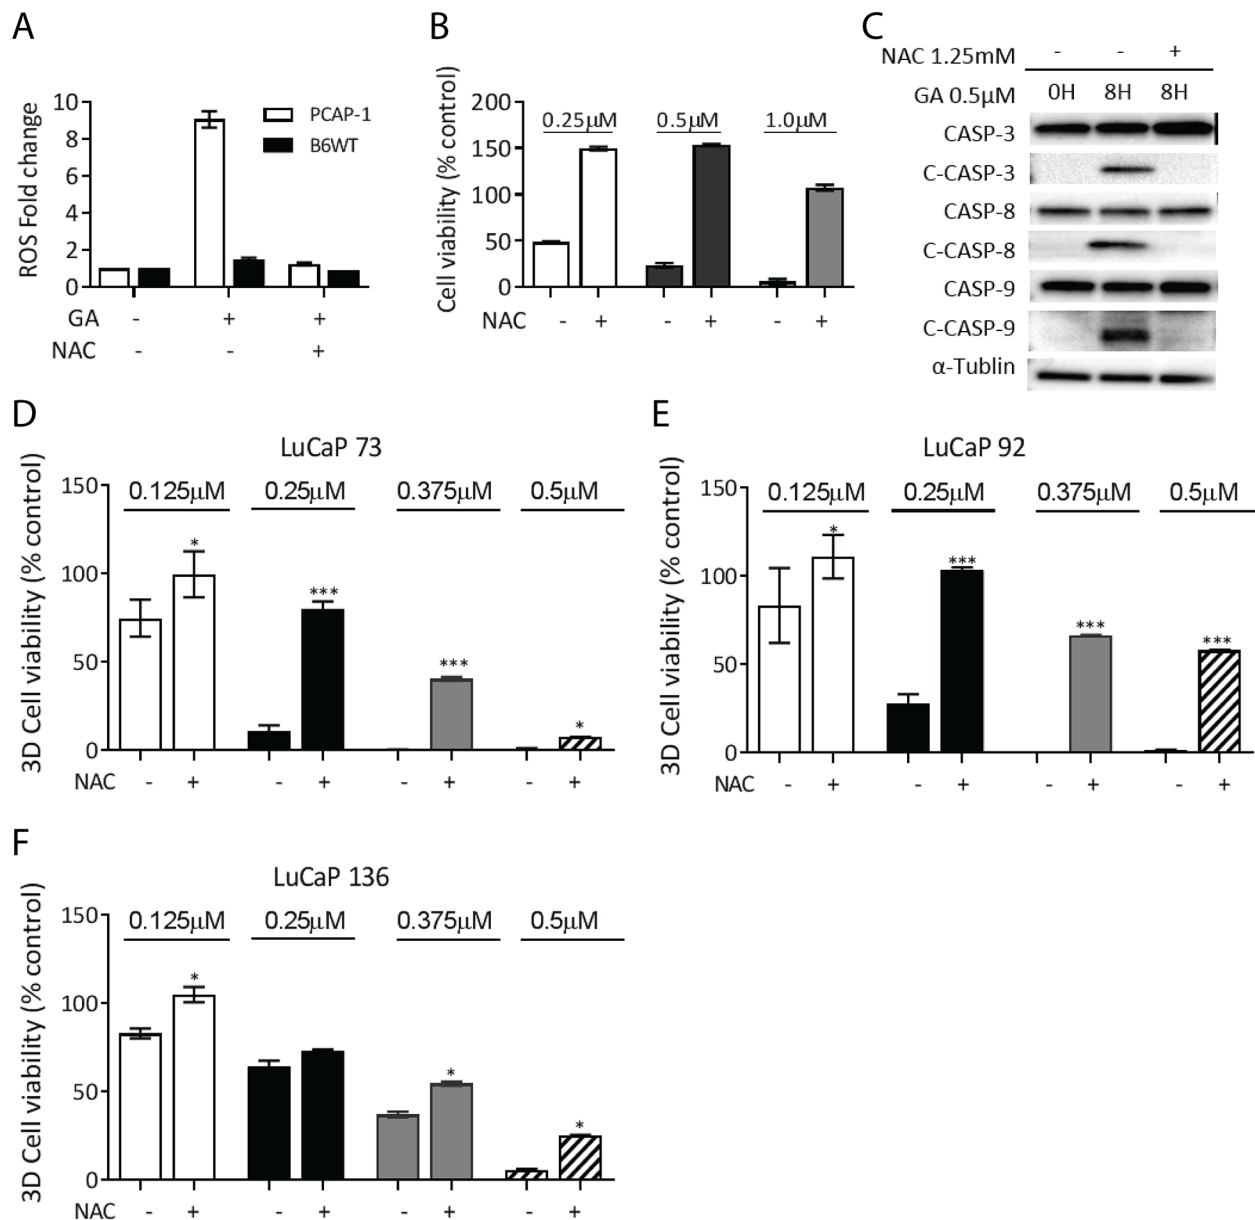 A
ROS Fold change
10
8
6
4
2
0
PCAP-1
B6WT
GA - + +
NAC - - +
B
Cell viability (% control)
200
150
100
50
0
0.25μM 0.5μM 1.0μM
NAC - + - + - +
C
NAC 1.25mM - - +
GA 0.5μM 0H 8H 8H
CASP-3
C-CASP-3
CASP-8
C-CASP-8
CASP-9
C-CASP-9
α-Tublin
D
LuCaP 73
3D Cell viability (% control)
150
100
50
0
0.125μM 0.25μM 0.375μM 0.5μM
* *** *** *
NAC - + - + - + - +
E
LuCaP 92
3D Cell viability (% control)
150
100
50
0
0.125μM 0.25μM 0.375μM 0.5μM
* *** *** ***
NAC - + - + - + - +
F
LuCaP 136
3D Cell viability (% control)
150
100
50
0
0.125μM 0.25μM 0.375μM 0.5μM
* * *
NAC - + - + - + - +